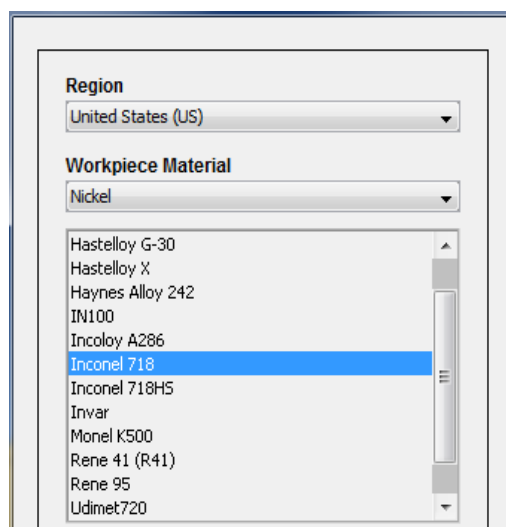 Region
United States (US)
Workpiece Material
Nickel
Hastelloy G-30
Hastelloy X
Haynes Alloy 242
IN100
Incoloy A286
Inconel 718
Inconel 718HS
Invar
Monel K500
Rene 41 (R41)
Rene 95
Udimet720